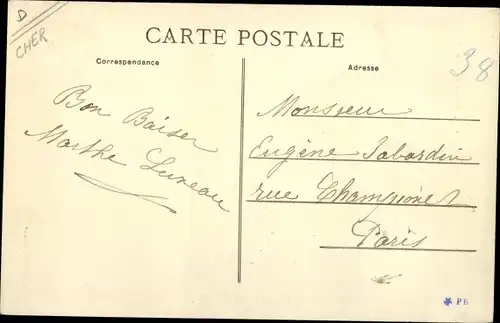 D
CHER
CARTE POSTALE
Correspondance
Adresse
38
Bon Baiser
Marthe Luneau
Monsieur
Eugène Sabardin
rue Championnet
Paris
PB